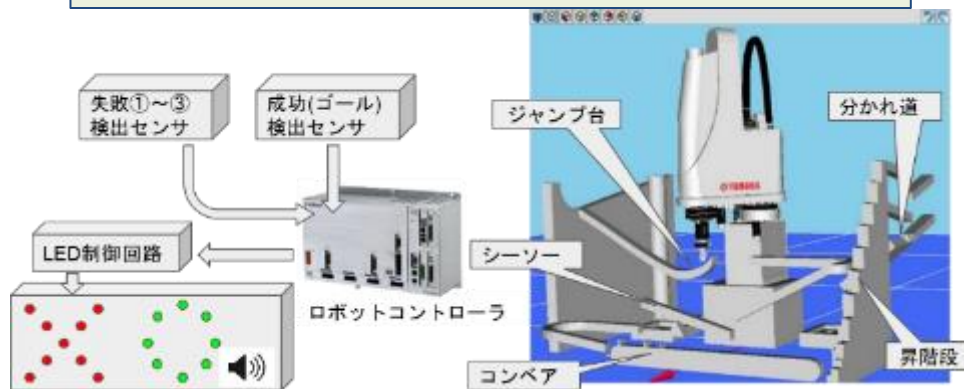 失敗①～③
検出センサ
成功(ゴール)
検出センサ
LED制御回路
ロボットコントローラ
ジャンプ台
分かれ道
シーソー
コンベア
昇階段
YAMAHA